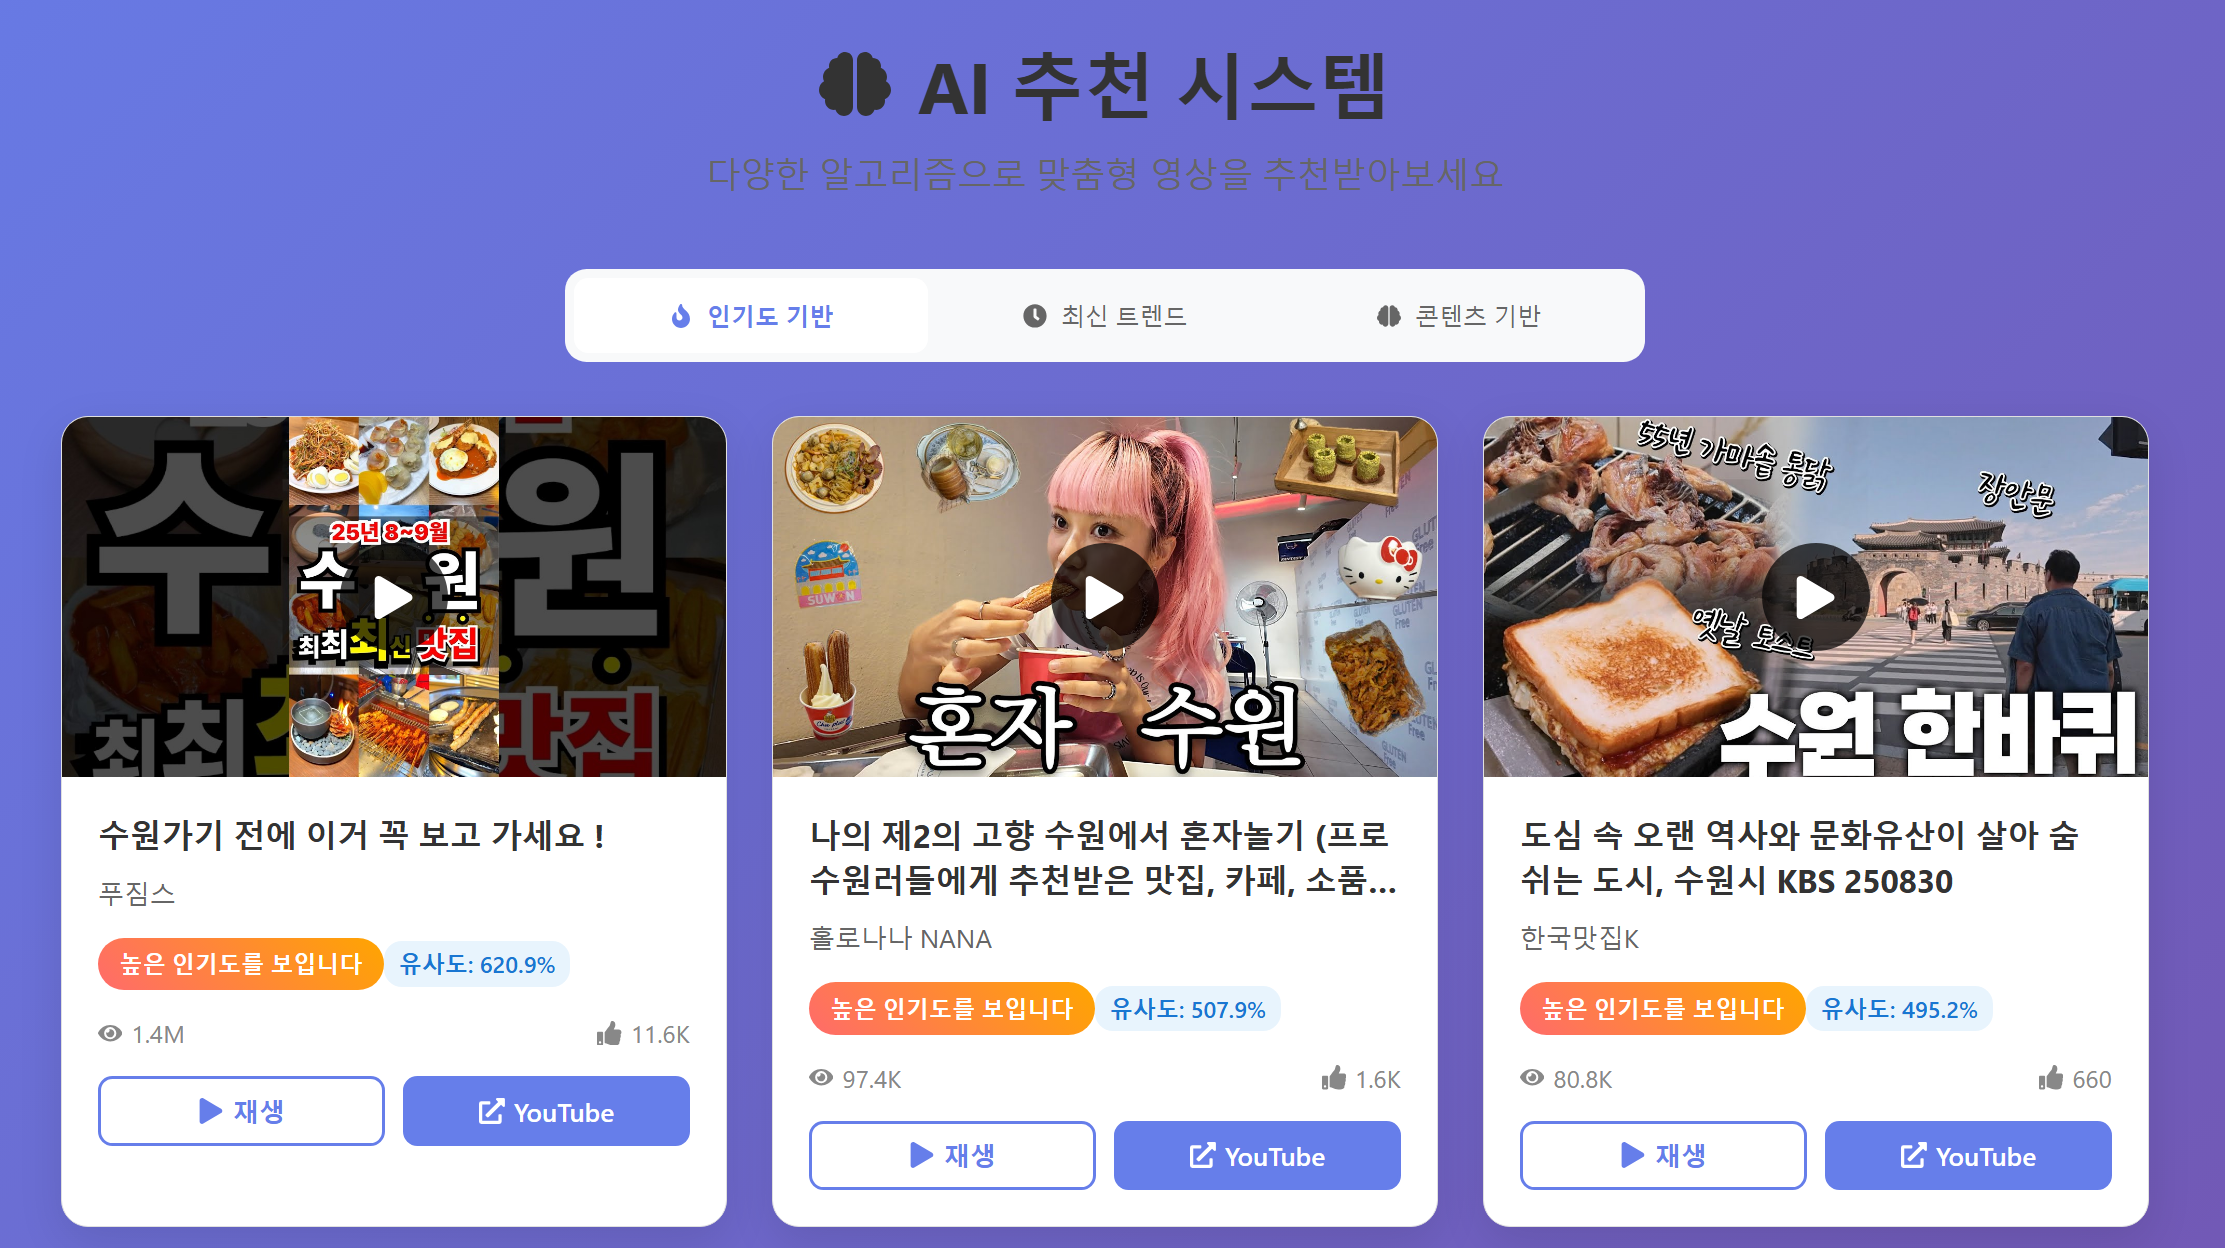 AI 추천 시스템
다양한 알고리즘으로 맞춤형 영상을 추천받아보세요
인기도 기반
최신 트렌드
콘텐츠 기반
수 원
최최
맛집
25년 8~9월
수 원
최최최신 맛집
수원가기 전에 이거 꼭 보고 가세요 !
푸짐스
높은 인기도를 보입니다
유사도: 620.9%
1.4M
11.6K
재생
YouTube
SUWON
GLUTEN
Free
혼자 수원
나의 제2의 고향 수원에서 혼자놀기 (프로
수원러들에게 추천받은 맛집, 카페, 소품...
홀로나나 NANA
높은 인기도를 보입니다
유사도: 507.9%
97.4K
1.6K
재생
YouTube
55년 가마솥 통닭
장안문
옛날 토스트
수원 한바퀴
도심 속 오랜 역사와 문화유산이 살아 숨
쉬는 도시, 수원시 KBS 250830
한국맛집K
높은 인기도를 보입니다
유사도: 495.2%
80.8K
660
재생
YouTube